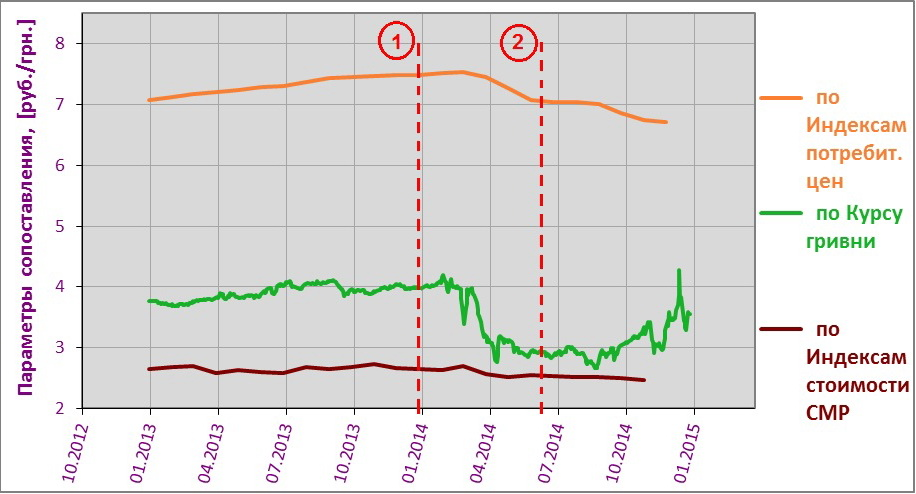 Параметры сопоставления, [руб./грн.]
8
7
6
5
4
3
2
1
2
10.2012
01.2013
04.2013
07.2013
10.2013
01.2014
04.2014
07.2014
10.2014
01.2015
по
Индексам
потребит.
цен
по Курсу
гривни
по
Индексам
стоимости
СМР